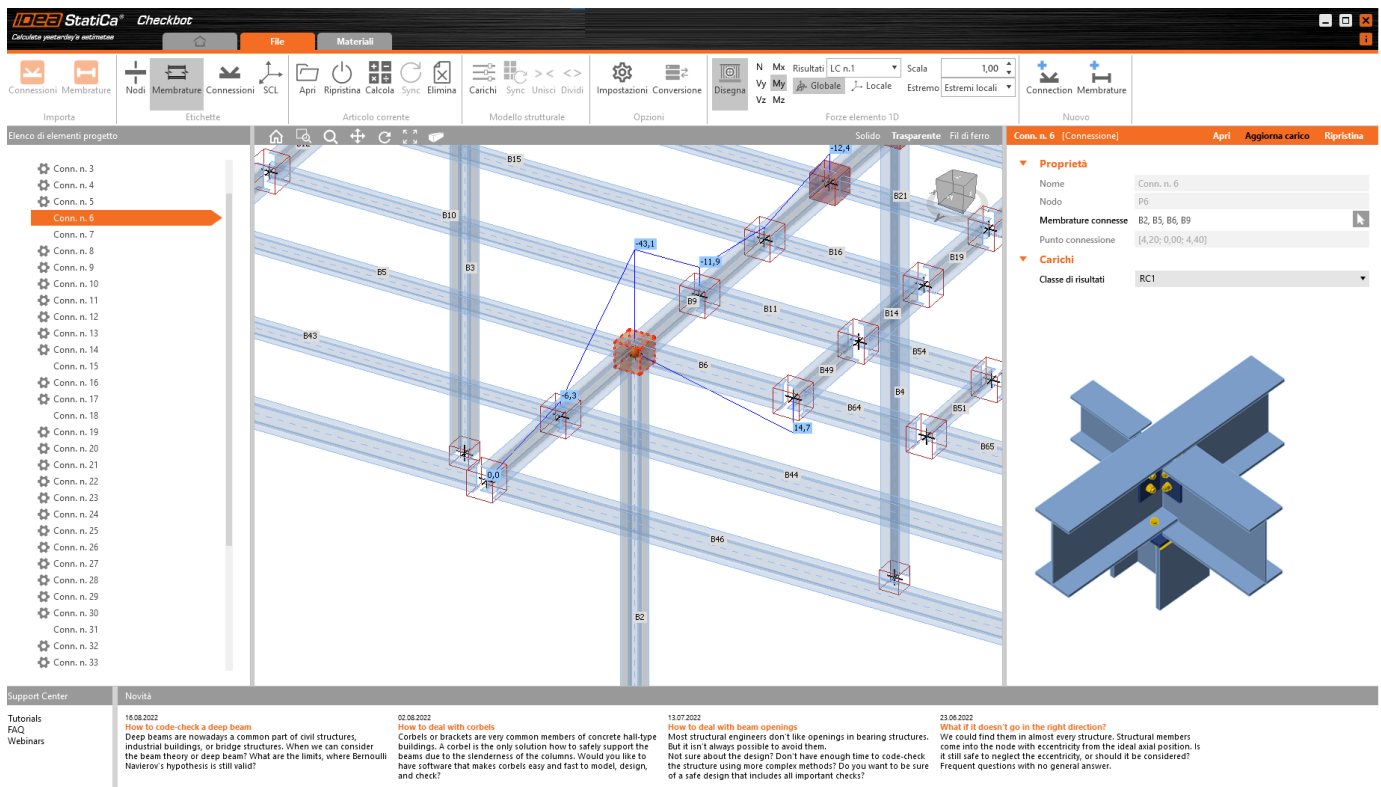 IDEA StatiCa® Checkbot
Calculate yesterday's estimates
File
Materiali
Connessioni Membrature
Nodi Membrature Connessioni SCL
Apri Ripristina Calcola Sync Elimina
Carichi Sync Unisci Dividi
Impostazioni Conversione
Disegna
N Mx Risultati LC n.1 Scala 1,00
Vy My Globale Locale Estremo Estremi locali
Vz Mz
Connection Membrature
Importa
Etichette
Articolo corrente
Modello strutturale
Opzioni
Forze elemento 1D
Nuovo
Elenco di elementi progetto
Solido Trasparente Fil di ferro
Conn. n. 6 [Connessione] Apri Aggiorna carico Ripristina
Conn. n. 3
Conn. n. 4
Conn. n. 5
Conn. n. 6
Conn. n. 7
Conn. n. 8
Conn. n. 9
Conn. n. 10
Conn. n. 11
Conn. n. 12
Conn. n. 13
Conn. n. 14
Conn. n. 15
Conn. n. 16
Conn. n. 17
Conn. n. 18
Conn. n. 19
Conn. n. 20
Conn. n. 21
Conn. n. 22
Conn. n. 23
Conn. n. 24
Conn. n. 25
Conn. n. 26
Conn. n. 27
Conn. n. 28
Conn. n. 29
Conn. n. 30
Conn. n. 31
Conn. n. 32
Conn. n. 33
B12
-12,4
B15
B21
B10
-43,1
B16
B19
B3
-11,9
B5
B9
B11
B14
B43
B54
B6
B49
B4
-6,3
B64
B51
14,7
B65
0,0
B44
B46
B2
Proprietà
Nome Conn. n. 6
Nodo P6
Membrature connesse B2, B5, B6, B9
Punto connessione [4,20; 0,00; 4,40]
Carichi
Classe di risultati RC1
Support Center
Novità
Tutorials
FAQ
Webinars
16.08.2022
How to code-check a deep beam
Deep beams are nowadays a common part of civil structures,
industrial buildings, or bridge structures. When we can consider
the beam theory or deep beam? What are the limits, where Bernoulli
Navierov's hypothesis is still valid?
02.08.2022
How to deal with corbels
Corbels or brackets are very common members of concrete hall-type
buildings. A corbel is the only solution how to safely support the
beams due to the slenderness of the columns. Would you like to
have software that makes corbels easy and fast to model, design,
and check?
13.07.2022
How to deal with beam openings
Most structural engineers don't like openings in bearing structures.
But it isn't always possible to avoid them.
Not sure about the design? Don't have enough time to code-check
the structure using more complex methods? Do you want to be sure
of a safe design that includes all important checks?
23.06.2022
What if it doesn't go in the right direction?
We could find them in almost every structure. Structural members
come into the node with eccentricity from the ideal axial position. Is
it still safe to neglect the eccentricity, or should it be considered?
Frequent questions with no general answer.